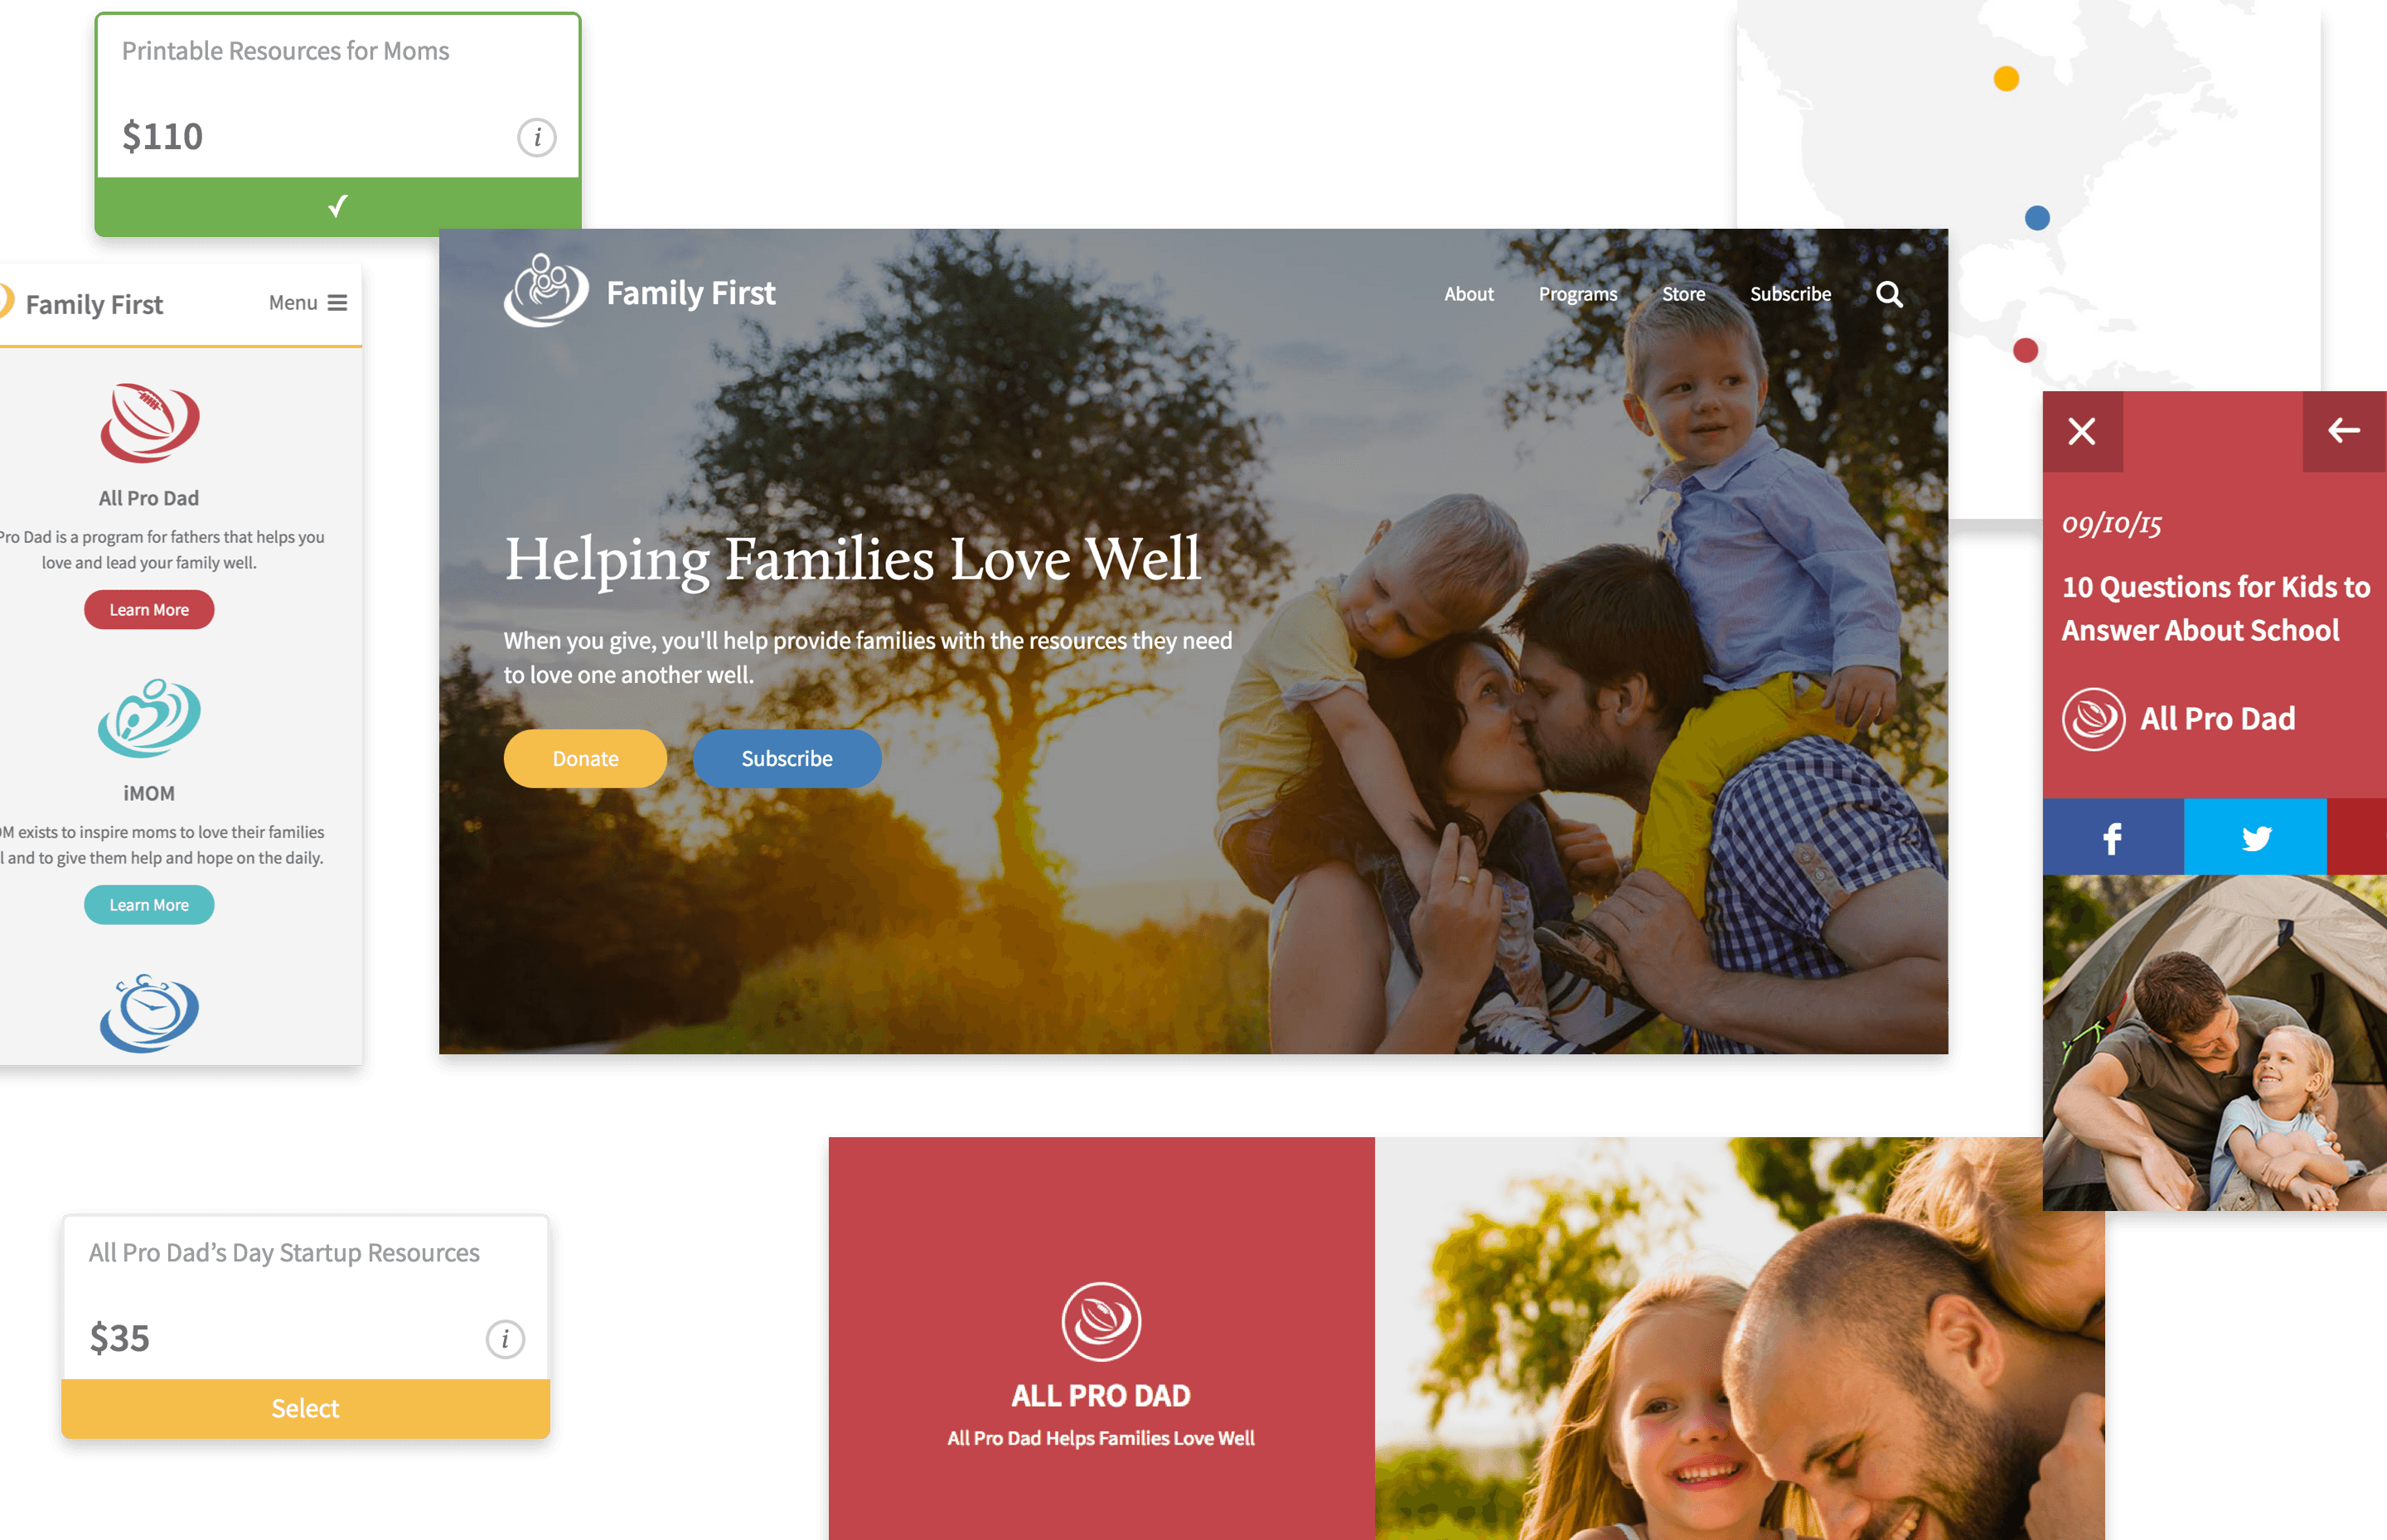 Printable Resources for Moms
$110
i
Family First
Menu
All Pro Dad
Pro Dad is a program for fathers that helps you
love and lead your family well.
Learn More
iMOM
exists to inspire moms to love their families
and to give them help and hope on the daily.
Learn More
Family First
About Programs Store Subscribe
Helping Families Love Well
When you give, you'll help provide families with the resources they need
to love one another well.
Donate Subscribe
09/10/15
10 Questions for Kids to
Answer About School
All Pro Dad
f
All Pro Dad’s Day Startup Resources
$35
i
Select
ALL PRO DAD
All Pro Dad Helps Families Love Well